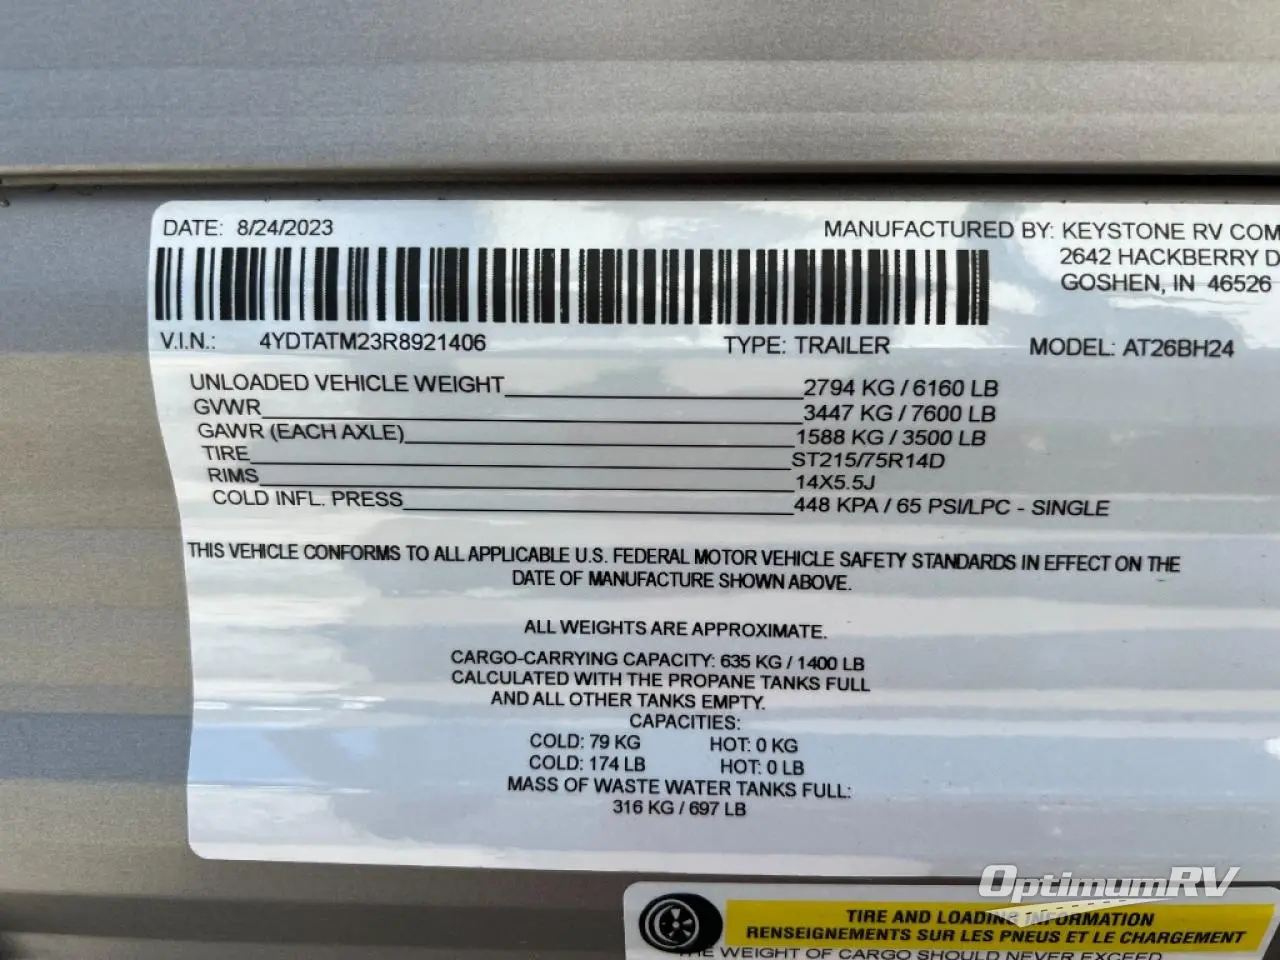 DATE: 8/24/2023
MANUFACTURED BY: KEYSTONE RV COM
2642 HACKBERRY D
GOSHEN, IN 46526
V.I.N.: 4YDTATM23R8921406 TYPE: TRAILER MODEL: AT26BH24
UNLOADED VEHICLE WEIGHT 2794 KG / 6160 LB
GVWR 3447 KG / 7600 LB
GAWR (EACH AXLE) 1588 KG / 3500 LB
TIRE ST215/75R14D
RIMS 14X5.5J
COLD INFL. PRESS 448 KPA / 65 PSI/LPC - SINGLE
THIS VEHICLE CONFORMS TO ALL APPLICABLE U.S. FEDERAL MOTOR VEHICLE SAFETY STANDARDS IN EFFECT ON THE
DATE OF MANUFACTURE SHOWN ABOVE.
ALL WEIGHTS ARE APPROXIMATE.
CARGO-CARRYING CAPACITY: 635 KG / 1400 LB
CALCULATED WITH THE PROPANE TANKS FULL
AND ALL OTHER TANKS EMPTY.
CAPACITIES:
COLD: 79 KG HOT: 0 KG
COLD: 174 LB HOT: 0 LB
MASS OF WASTE WATER TANKS FULL:
316 KG / 697 LB
OptimumRV
TIRE AND LOADING INFORMATION
RENSEIGNEMENTS SUR LES PNEUS ET LE CHARGEMENT
THE WEIGHT OF CARGO SHOULD NEVER EXCEED